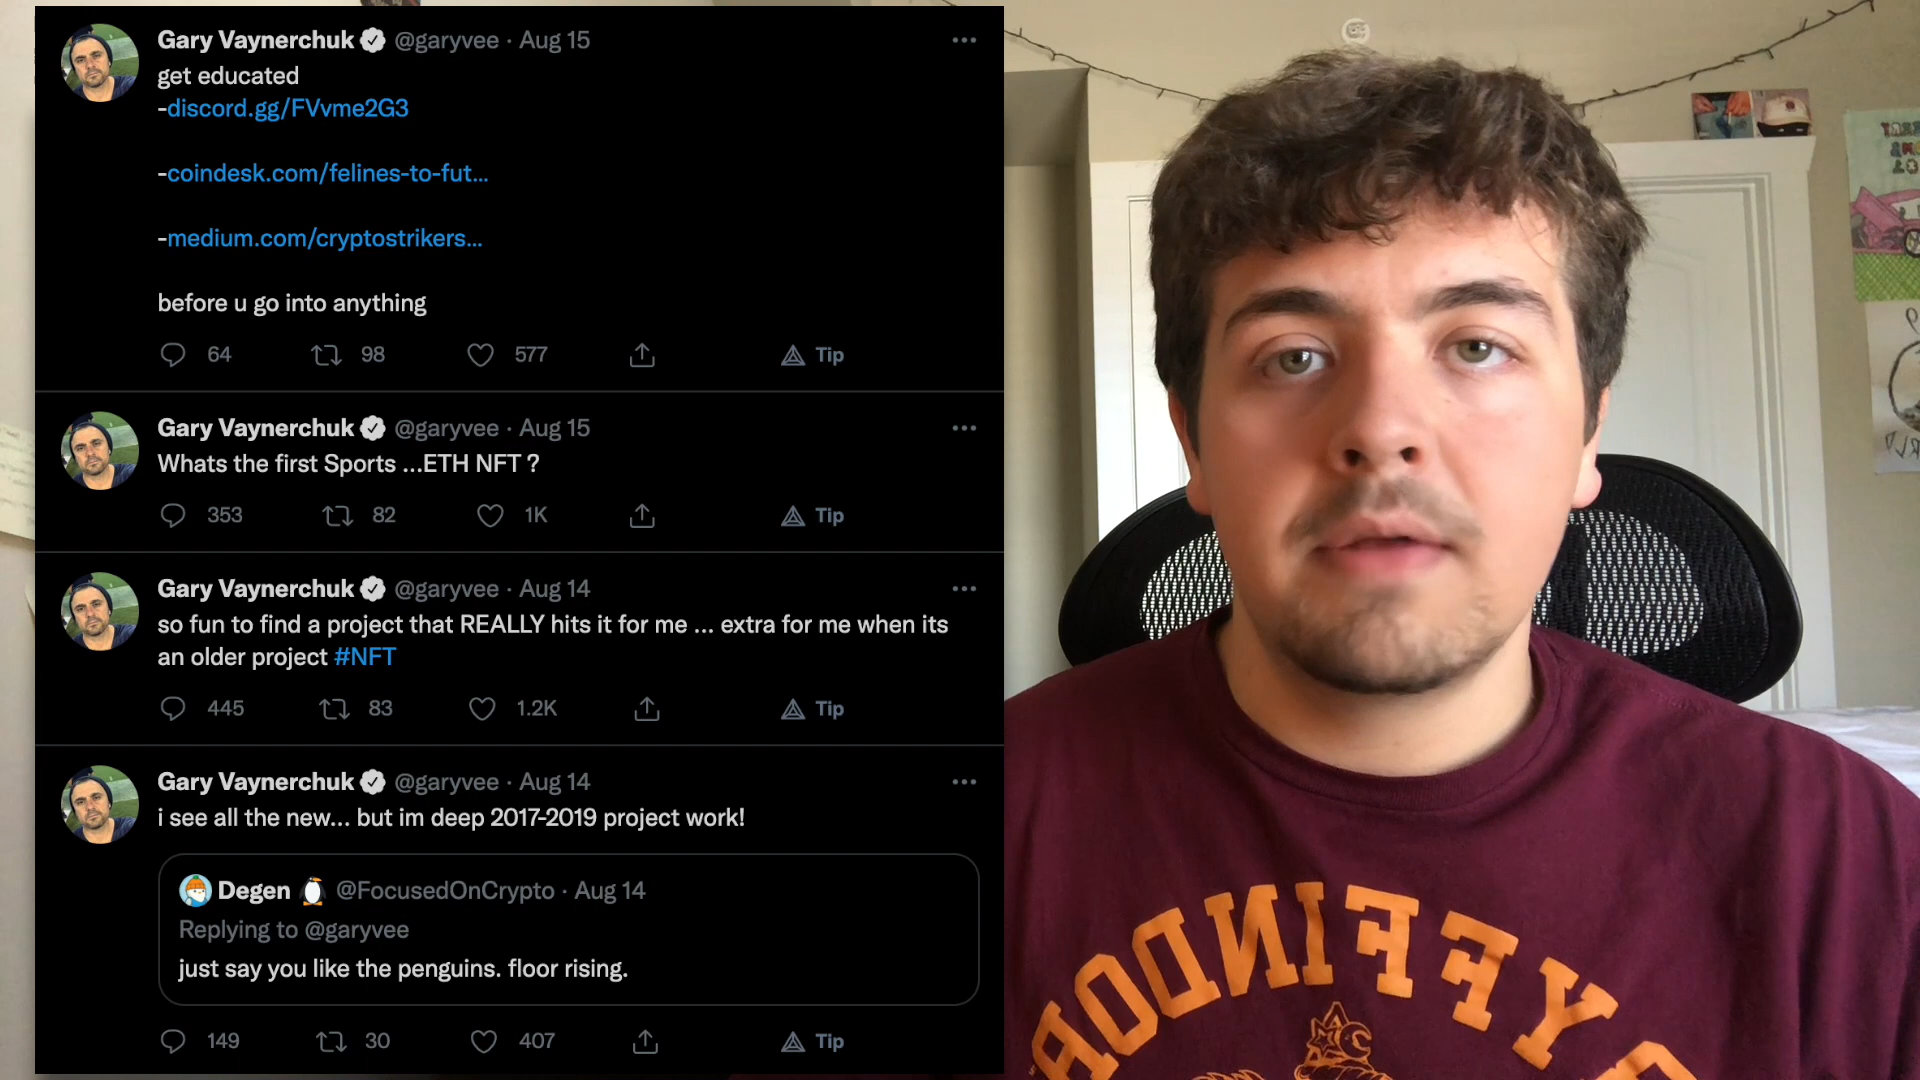 Gary Vaynerchuk @garyvee · Aug 15
get educated
-discord.gg/FVvme2G3
-coindesk.com/felines-to-fut...
-medium.com/cryptostrikers...
before u go into anything
64 98 577 Tip
Gary Vaynerchuk @garyvee · Aug 15
Whats the first Sports ...ETH NFT ?
353 82 1K Tip
Gary Vaynerchuk @garyvee · Aug 14
so fun to find a project that REALLY hits it for me ... extra for me when its
an older project #NFT
445 83 1.2K Tip
Gary Vaynerchuk @garyvee · Aug 14
i see all the new... but im deep 2017-2019 project work!
Degen @FocusedOnCrypto · Aug 14
Replying to @garyvee
just say you like the penguins. floor rising.
149 30 407 Tip
GRYFFINDOR